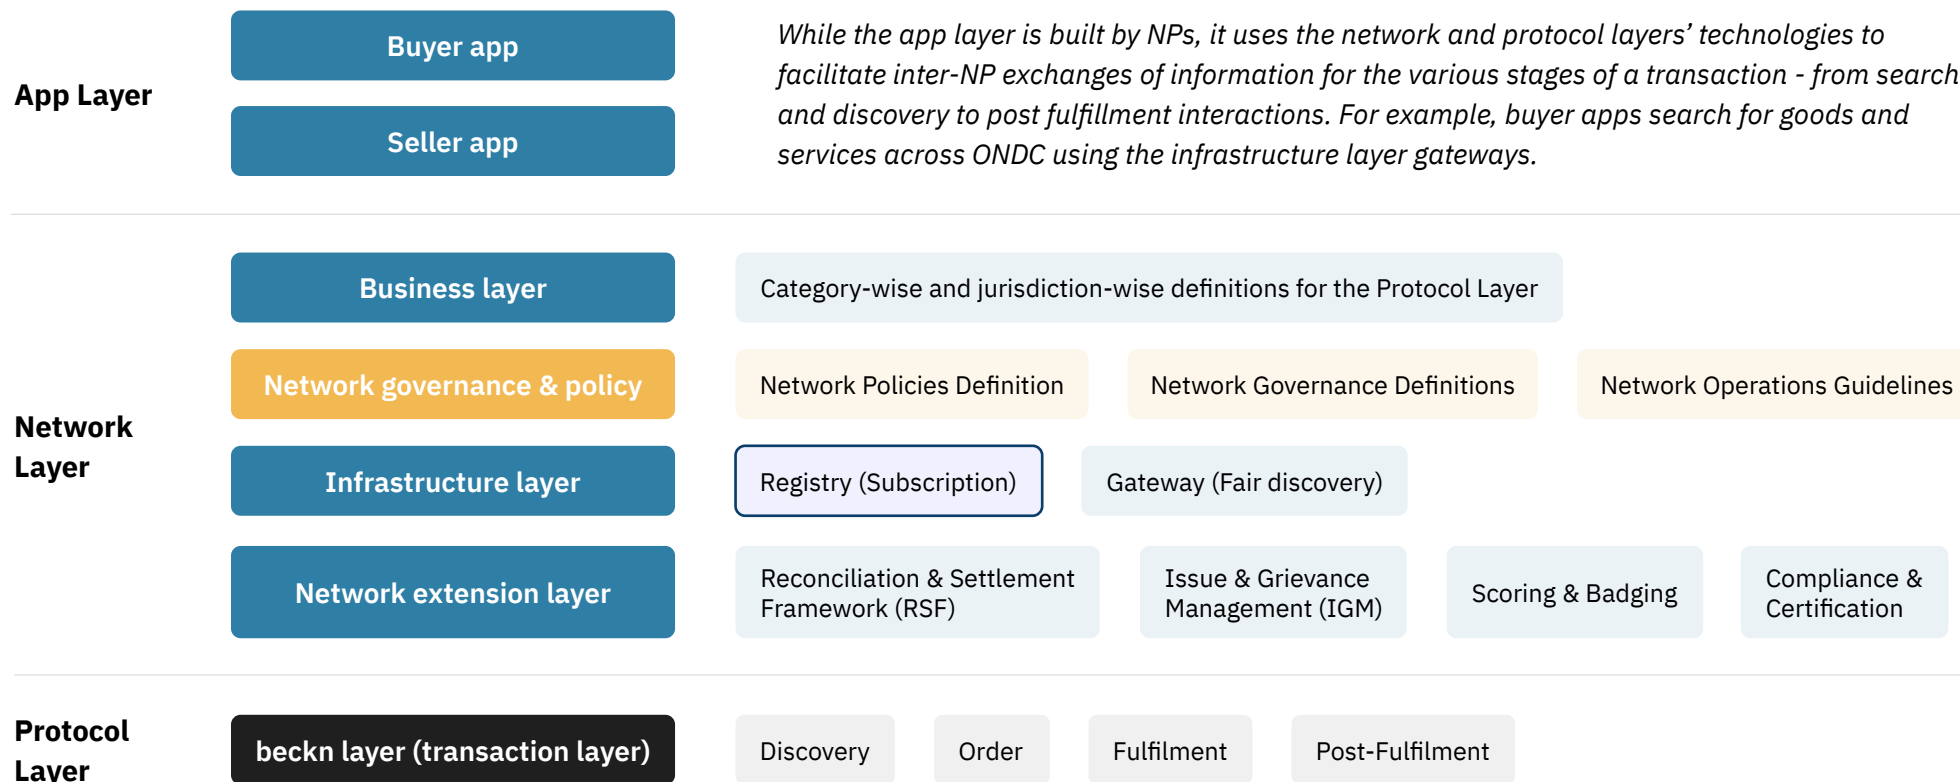 App Layer
Buyer app
Seller app
While the app layer is built by NPs, it uses the network and protocol layers’ technologies to
facilitate inter-NP exchanges of information for the various stages of a transaction - from search
and discovery to post fulfillment interactions. For example, buyer apps search for goods and
services across ONDC using the infrastructure layer gateways.
Network
Layer
Business layer
Category-wise and jurisdiction-wise definitions for the Protocol Layer
Network governance & policy
Network Policies Definition
Network Governance Definitions
Network Operations Guidelines
Infrastructure layer
Registry (Subscription)
Gateway (Fair discovery)
Network extension layer
Reconciliation & Settlement
Framework (RSF)
Issue & Grievance
Management (IGM)
Scoring & Badging
Compliance &
Certification
Protocol
Layer
beckn layer (transaction layer)
Discovery
Order
Fulfilment
Post-Fulfilment